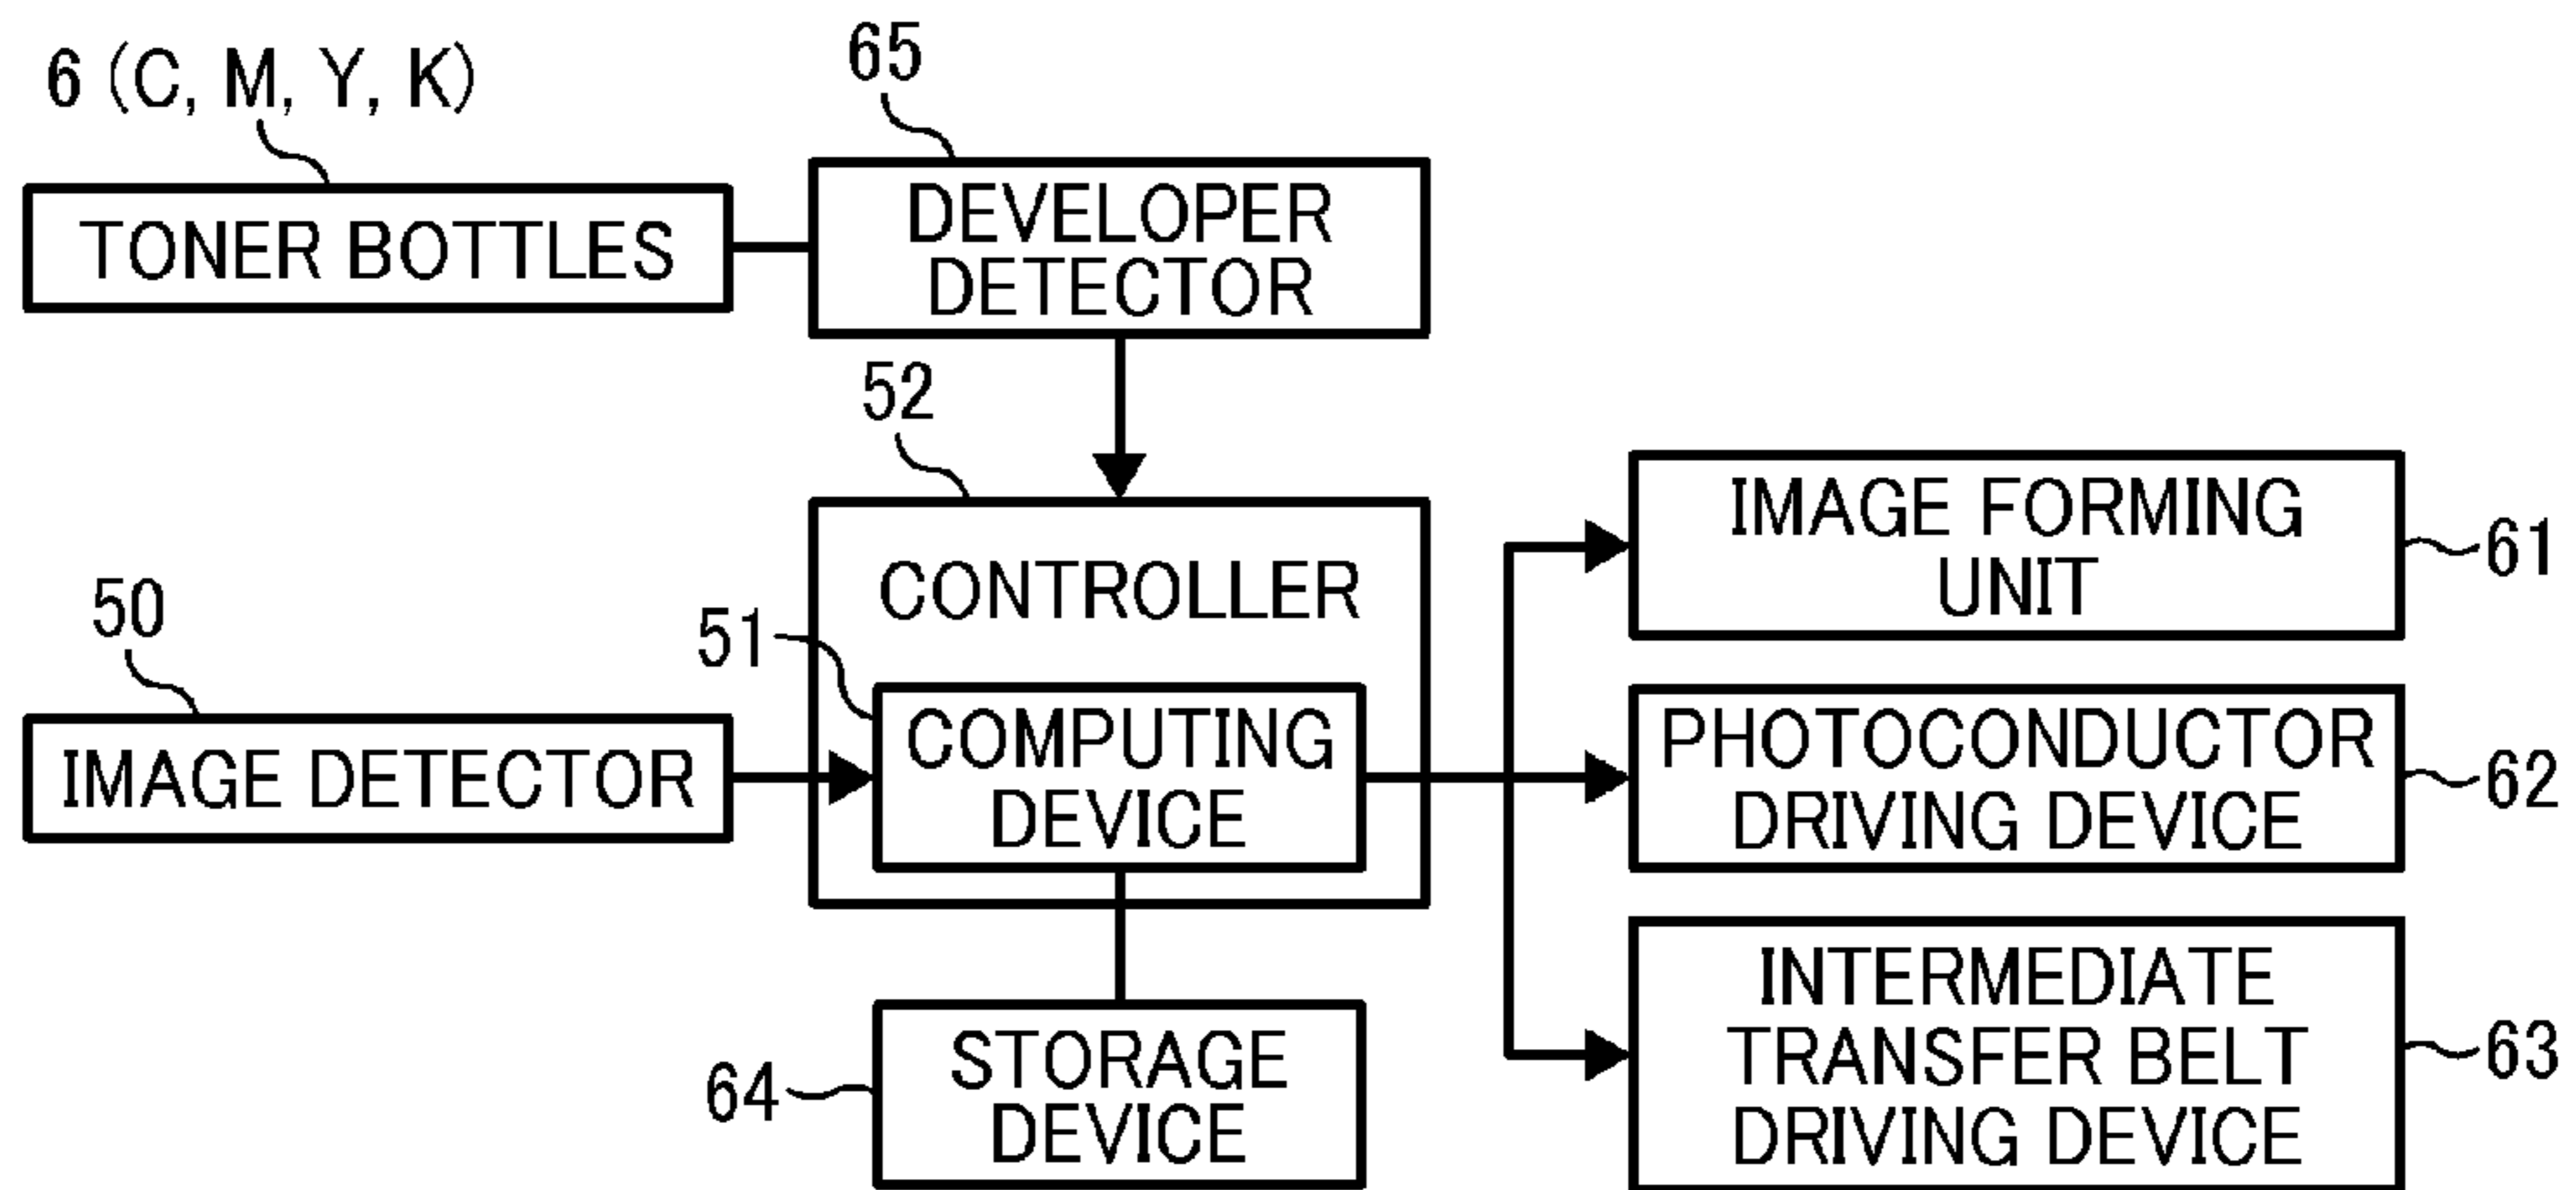 6 (C, M, Y, K)
65
TONER BOTTLES
DEVELOPER
DETECTOR
52
CONTROLLER
50
51
IMAGE DETECTOR
COMPUTING
DEVICE
64
STORAGE
DEVICE
IMAGE FORMING
UNIT
61
PHOTOCONDUCTOR
DRIVING DEVICE
62
INTERMEDIATE
TRANSFER BELT
DRIVING DEVICE
63